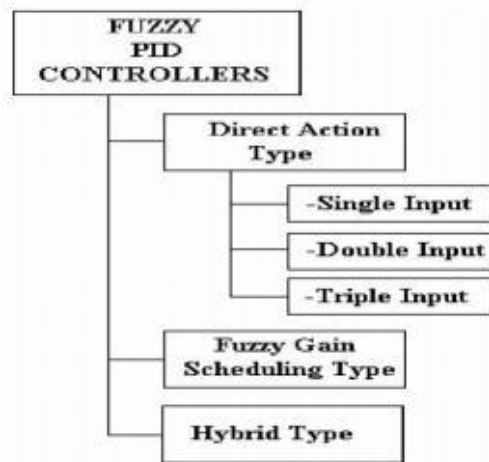 FUZZY
PID
CONTROLLERS
Direct Action
Type
-Single Input
-Double Input
-Triple Input
Fuzzy Gain
Scheduling Type
Hybrid Type